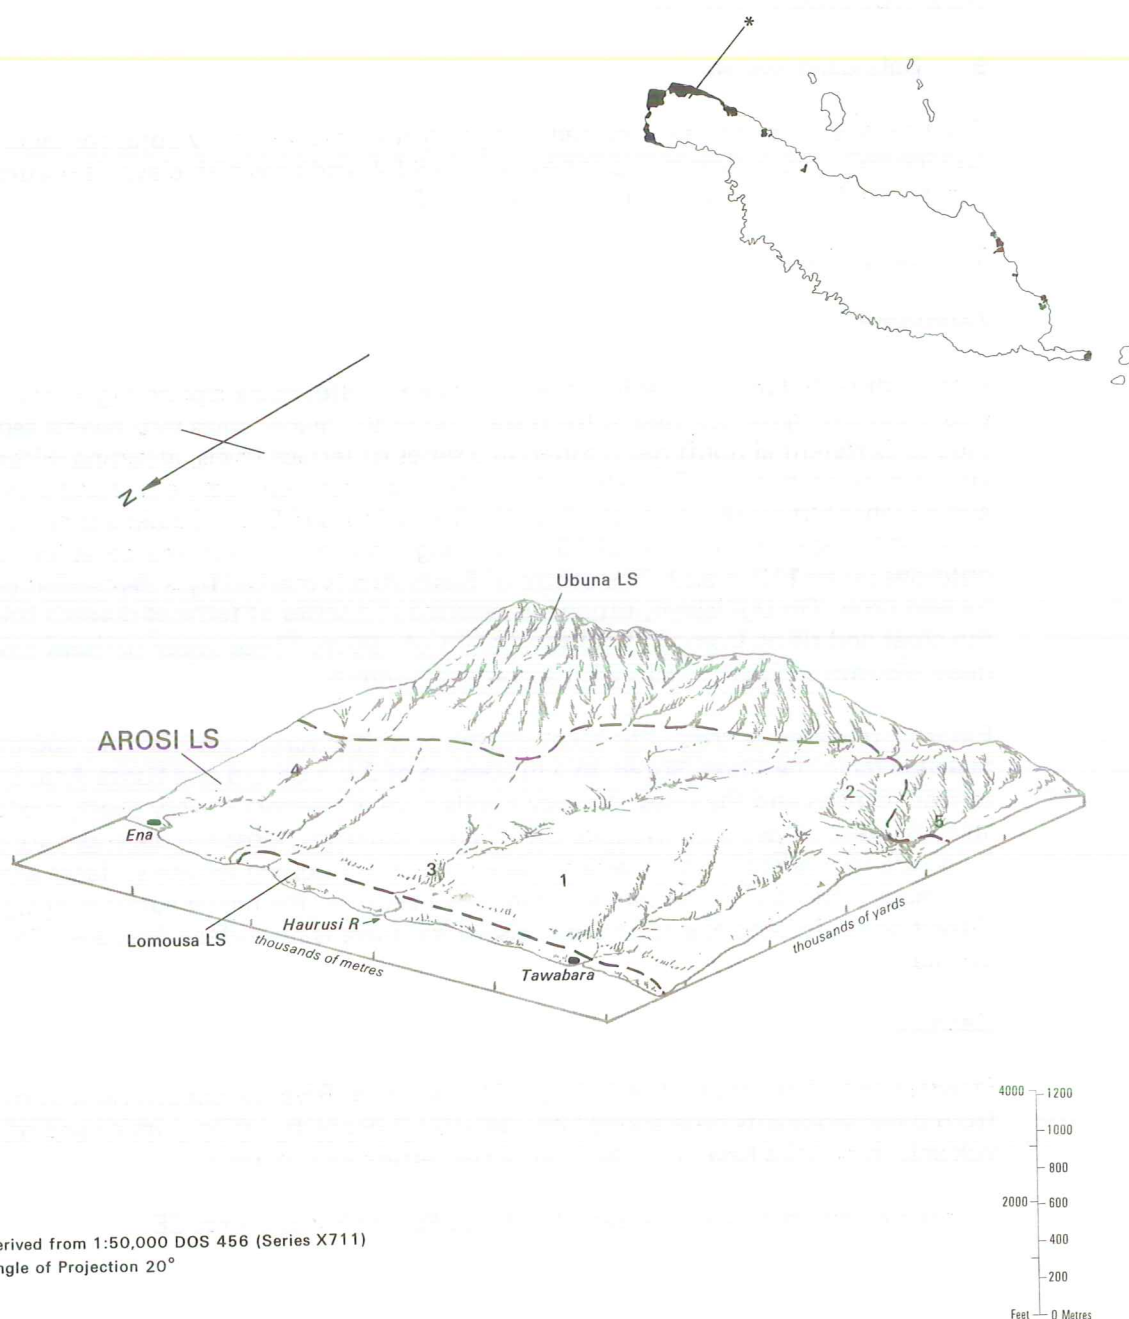 *
N
Ubuna LS
AROSI LS
4
2
5
Ena
3
1
Haurusi R
Lomousa LS
thousands of metres
thousands of yards
Tawabara
4000 1200
1000
800
2000 600
400
200
Feet 0 Metres
erived from 1:50,000 DOS 456 (Series X711)
ngle of Projection 20°